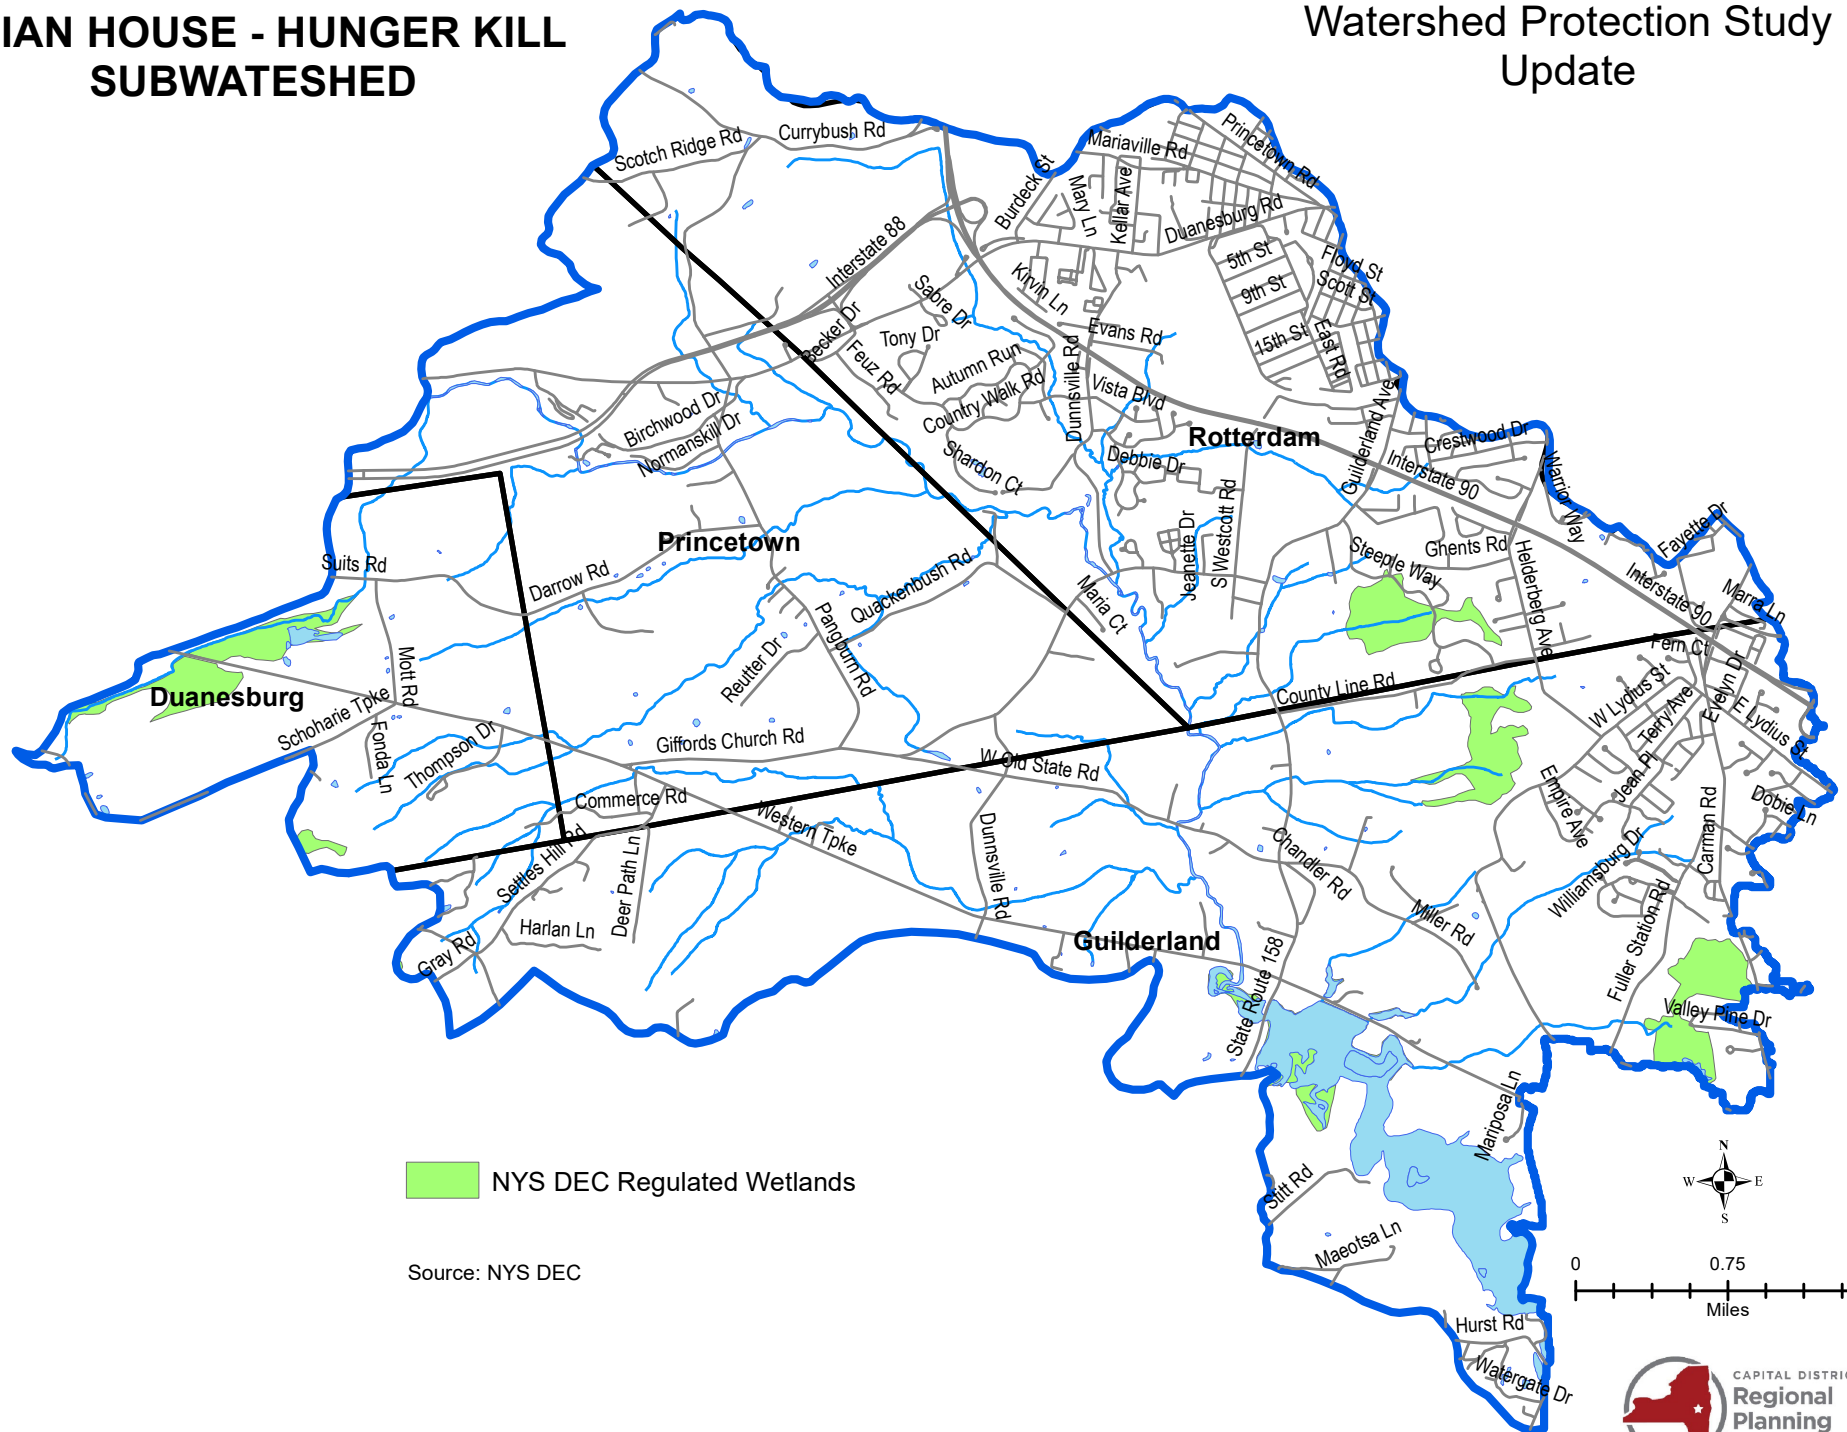 IAN HOUSE - HUNGER KILL
SUBWATESHED
Watershed Protection Study
Update
Scotch Ridge Rd
Currybush Rd
Mariaville Rd
Princetown Rd
Burdeck St
Mary Ln
Kellar Ave
Duanesburg Rd
Interstate 88
5th St
Floyd St
9th St
Scott St
Kirvin Ln
Sabre Dr
Becker Dr
Tony Dr
Evans Rd
15th St
East Rd
Feuz Rd
Autumn Run
Dunnsville Rd
Country Walk Rd
Vista Blvd
Birchwood Dr
Normanskill Dr
Rotterdam
Guilderland Ave
Crestwood Dr
Shardon Ct
Debbie Dr
Interstate 90
Warrior Way
S Westcott Rd
Jeanette Dr
Fayette Dr
Princetown
Suits Rd
Darrow Rd
Quackenbush Rd
Steeple Way
Ghents Rd
Helderberg Ave
Interstate 90
Marra Ln
Maria Ct
Pangburn Rd
Reutter Dr
Mott Rd
Fern Ct
Duanesburg
County Line Rd
W Lydius St
Evelyn Dr
Terry Ave
E Lydius St
Schoharie Tpke
Fonda Ln
Thompson Dr
Giffords Church Rd
W Old State Rd
Jean Pl
Empire Ave
Commerce Rd
Western Tpke
Dobie Ln
Carman Rd
Settles Hill Rd
Deer Path Ln
Dunnsville Rd
Chandler Rd
Williamsburg Dr
Miller Rd
Harlan Ln
Gray Rd
Guilderland
Fuller Station Rd
State Route 158
Valley Pine Dr
Mariposa Ln
NYS DEC Regulated Wetlands
N
W
E
S
Stitt Rd
Maeotsa Ln
Source: NYS DEC
0
0.75
Miles
Hurst Rd
Watergate Dr
CAPITAL DISTRIC
Regional
Planning